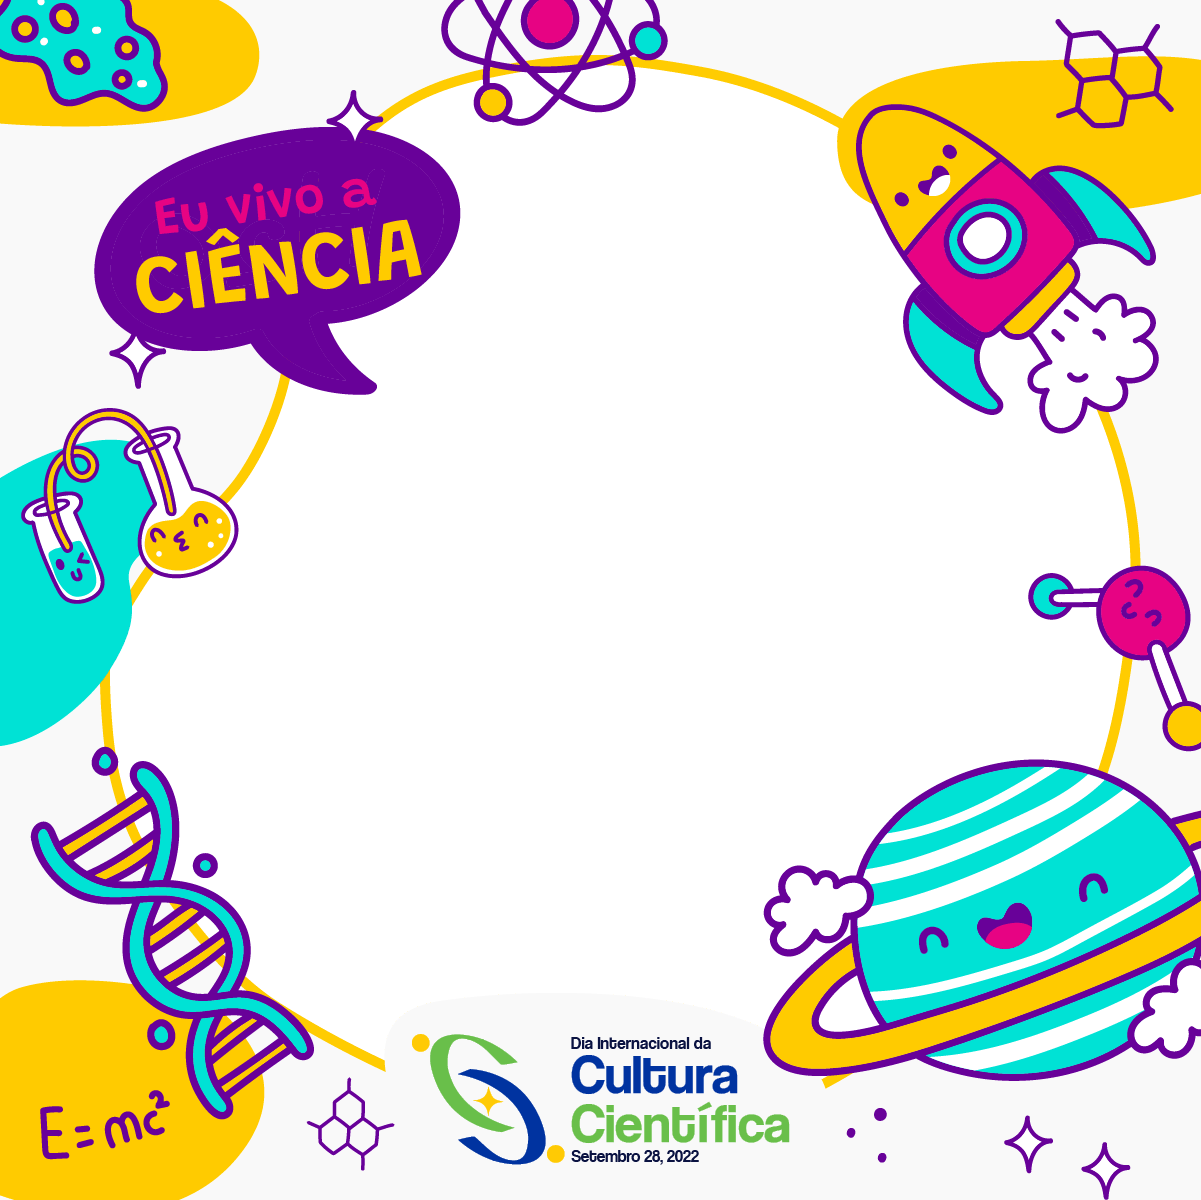 Eu vivo a
CIÊNCIA
E=mc²
Dia Internacional da
Cultura
Científica
Setembro 28, 2022